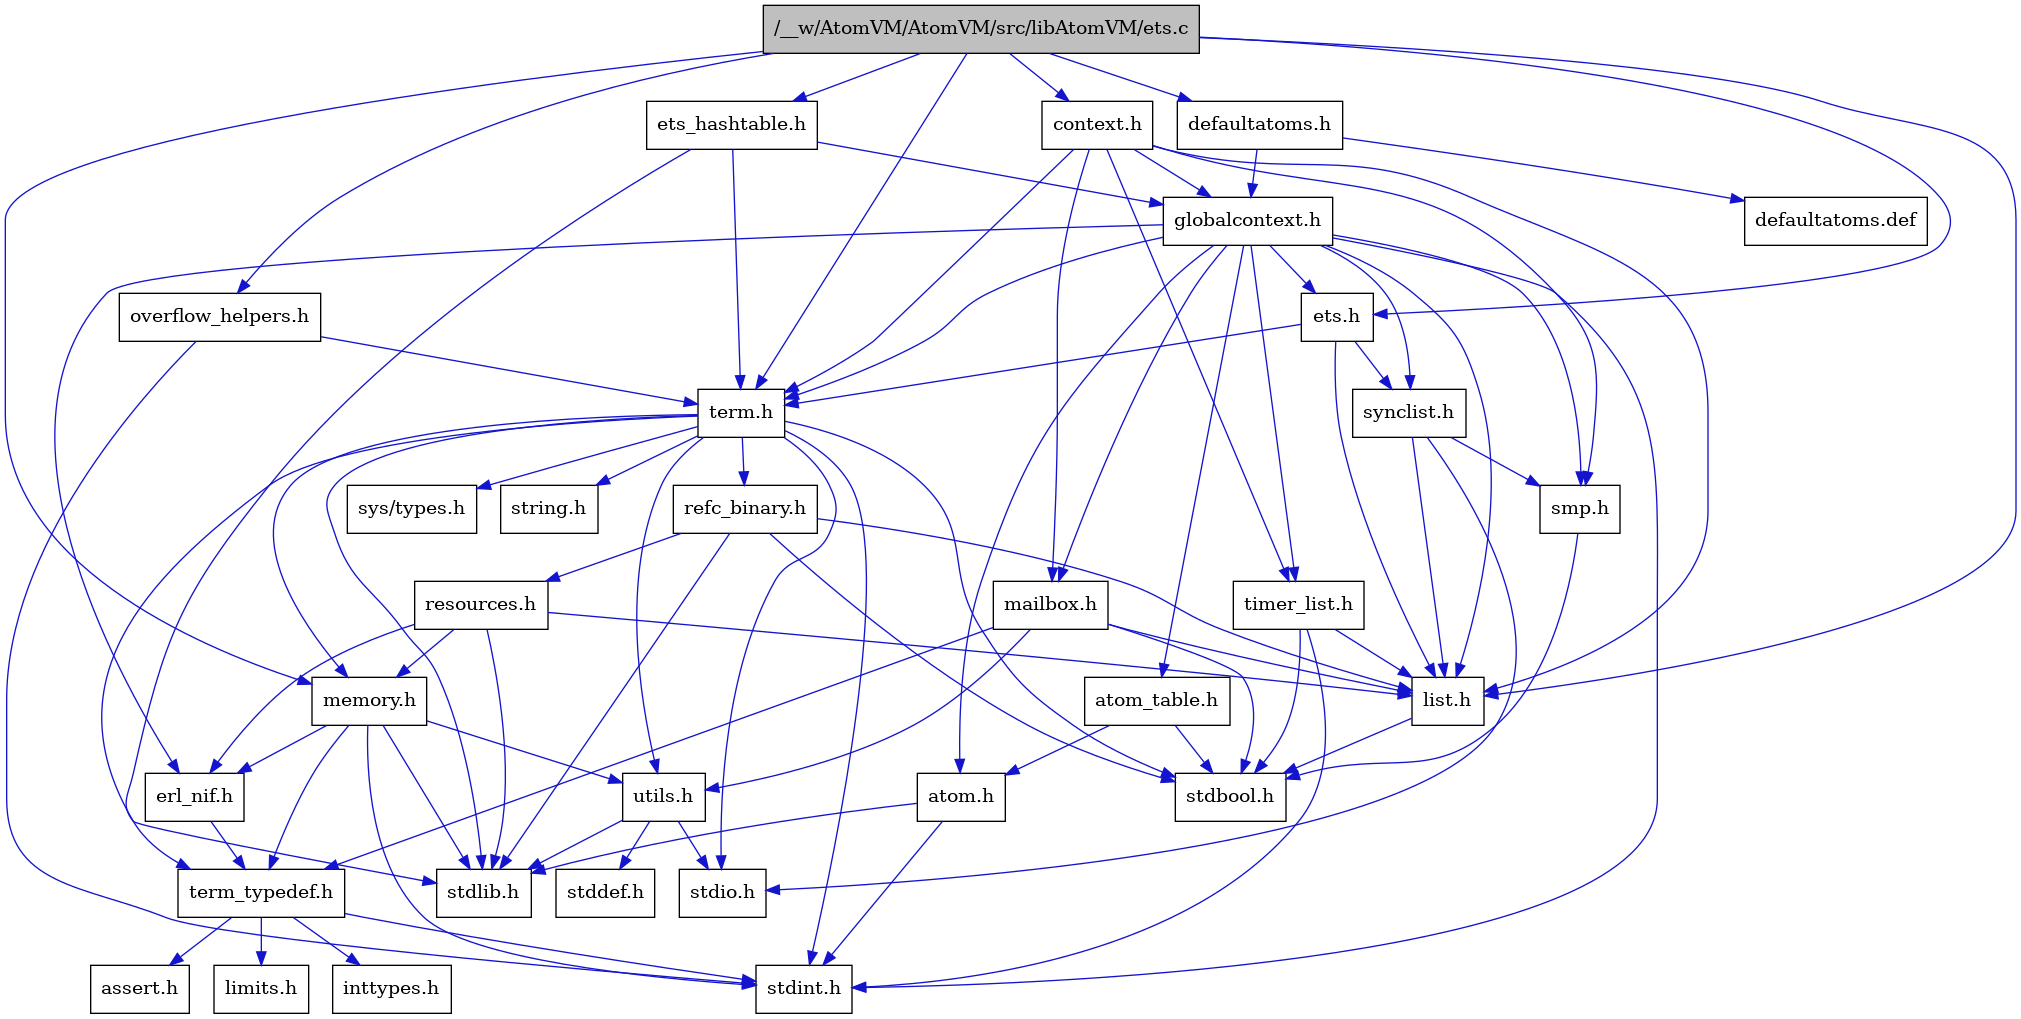 /__w/AtomVM/AtomVM/src/libAtomVM/ets.c
ets_hashtable.h
context.h
defaultatoms.h
globalcontext.h
defaultatoms.def
overflow_helpers.h
ets.h
term.h
synclist.h
sys/types.h
string.h
refc_binary.h
smp.h
resources.h
mailbox.h
timer_list.h
memory.h
atom_table.h
list.h
erl_nif.h
utils.h
atom.h
stdbool.h
term_typedef.h
stdlib.h
stddef.h
stdio.h
assert.h
limits.h
inttypes.h
stdint.h